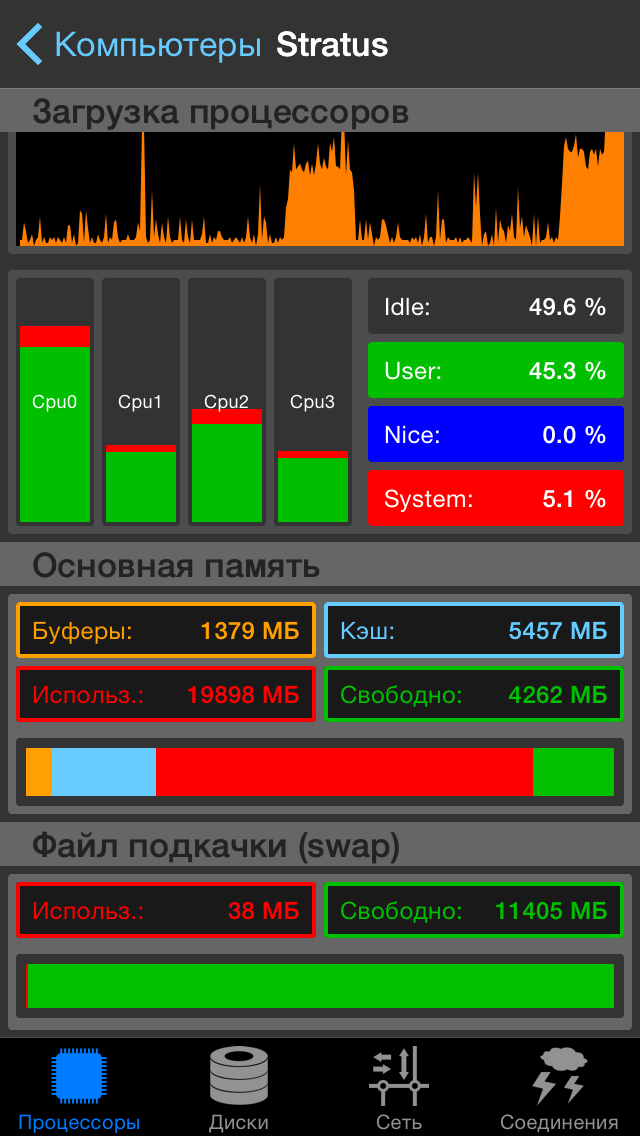 Компьютеры Stratus
Загрузка процессоров
Cpu0 Cpu1 Cpu2 Cpu3
Idle: 49.6 %
User: 45.3 %
Nice: 0.0 %
System: 5.1 %
Основная память
Буферы: 1379 МБ Кэш: 5457 МБ
Использ.: 19898 МБ Свободно: 4262 МБ
Файл подкачки (swap)
Использ.: 38 МБ Свободно: 11405 МБ
Процессоры Диски Сеть Соединения